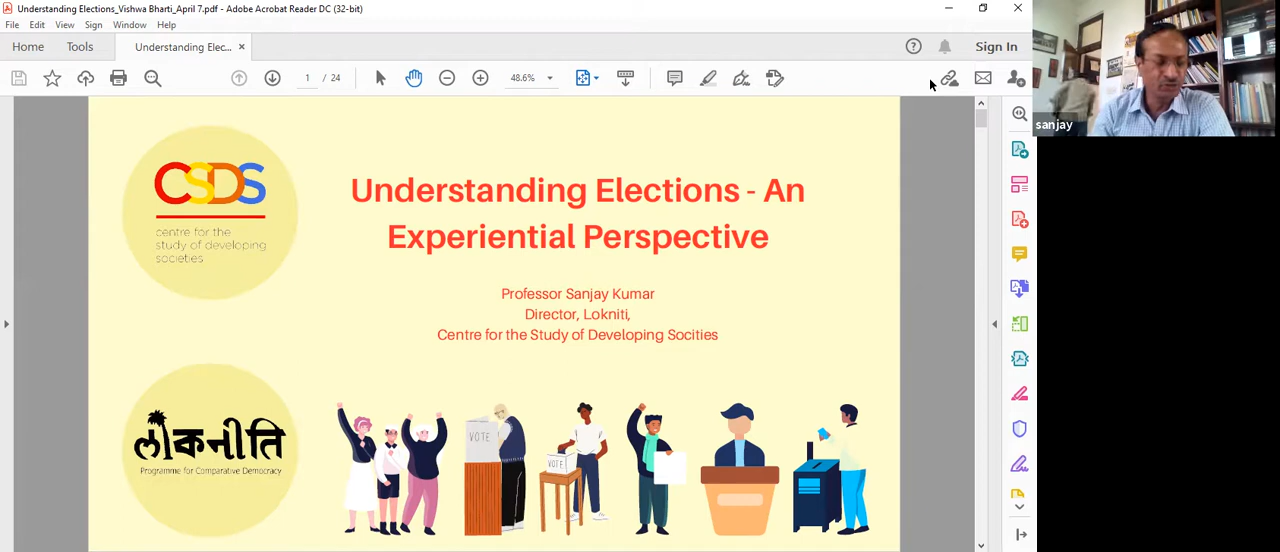 Understanding Elections_Vishwa Bharti_April 7.pdf - Adobe Acrobat Reader DC (32-bit)
File Edit View Sign Window Help
Home Tools Understanding Elec... ×
Sign In
1 / 24
48.6%
sanjay
CSDS
centre for the
study of developing
societies
Understanding Elections - An
Experiential Perspective
Professor Sanjay Kumar
Director, Lokniti,
Centre for the Study of Developing Socities
लोकनीति
Programme for Comparative Democracy
VOTE
VOTE